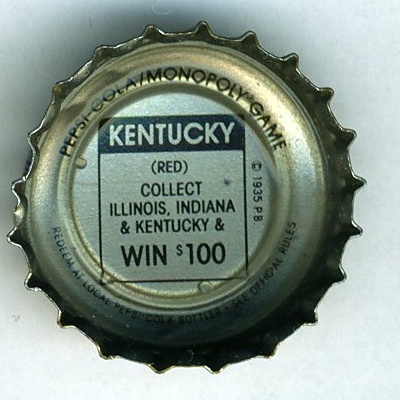 PEPSI-COLA/MONOPOLY® GAME
KENTUCKY
(RED)
COLLECT
ILLINOIS, INDIANA
& KENTUCKY &
WIN $100
© 1935 PB
REDEEM AT LOCAL PEPSI-COLA BOTTLER • SEE OFFICIAL RULES